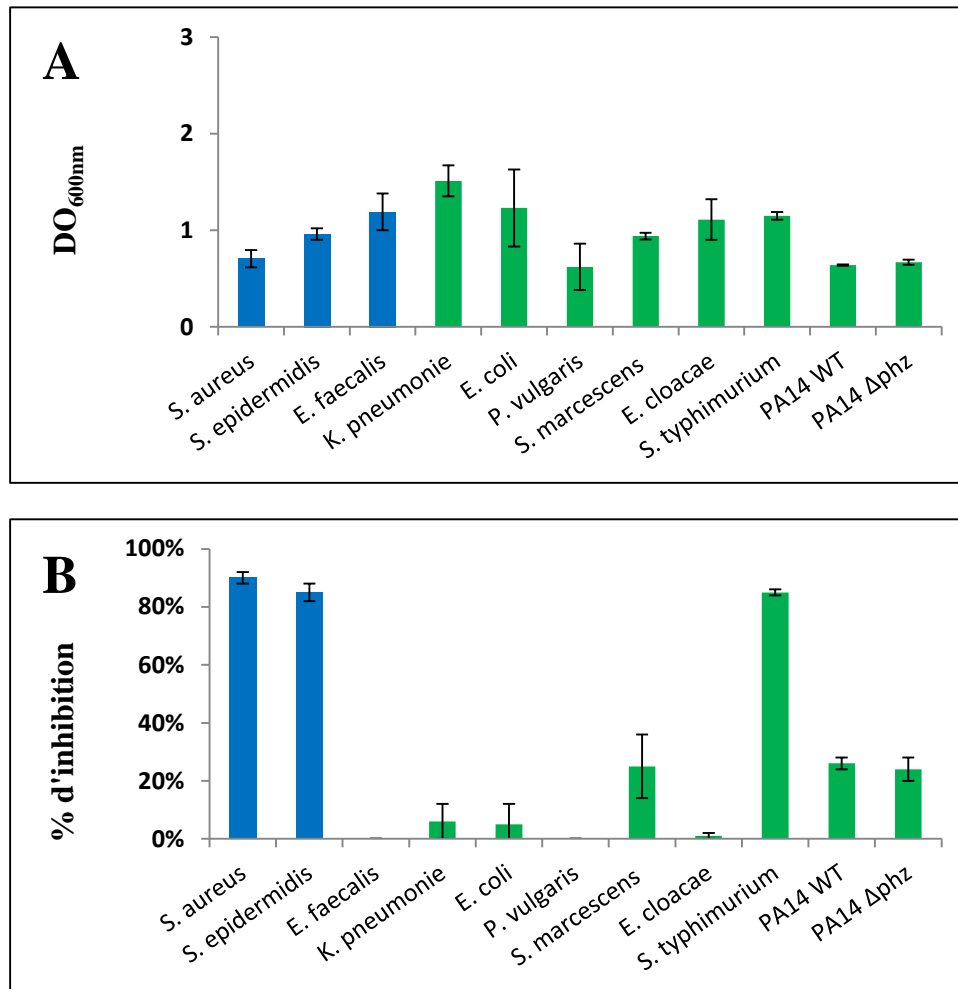 A
DO600nm
3
2
1
0
S. aureus
S. epidermidis
E. faecalis
K. pneumonie
E. coli
P. vulgaris
S. marcescens
E. cloacae
S. typhimurium
PA14 WT
PA14 Δphz
B
% d'inhibition
100%
80%
60%
40%
20%
0%
S. aureus
S. epidermidis
E. faecalis
K. pneumonie
E. coli
P. vulgaris
S. marcescens
E. cloacae
S. typhimurium
PA14 WT
PA14 Δphz